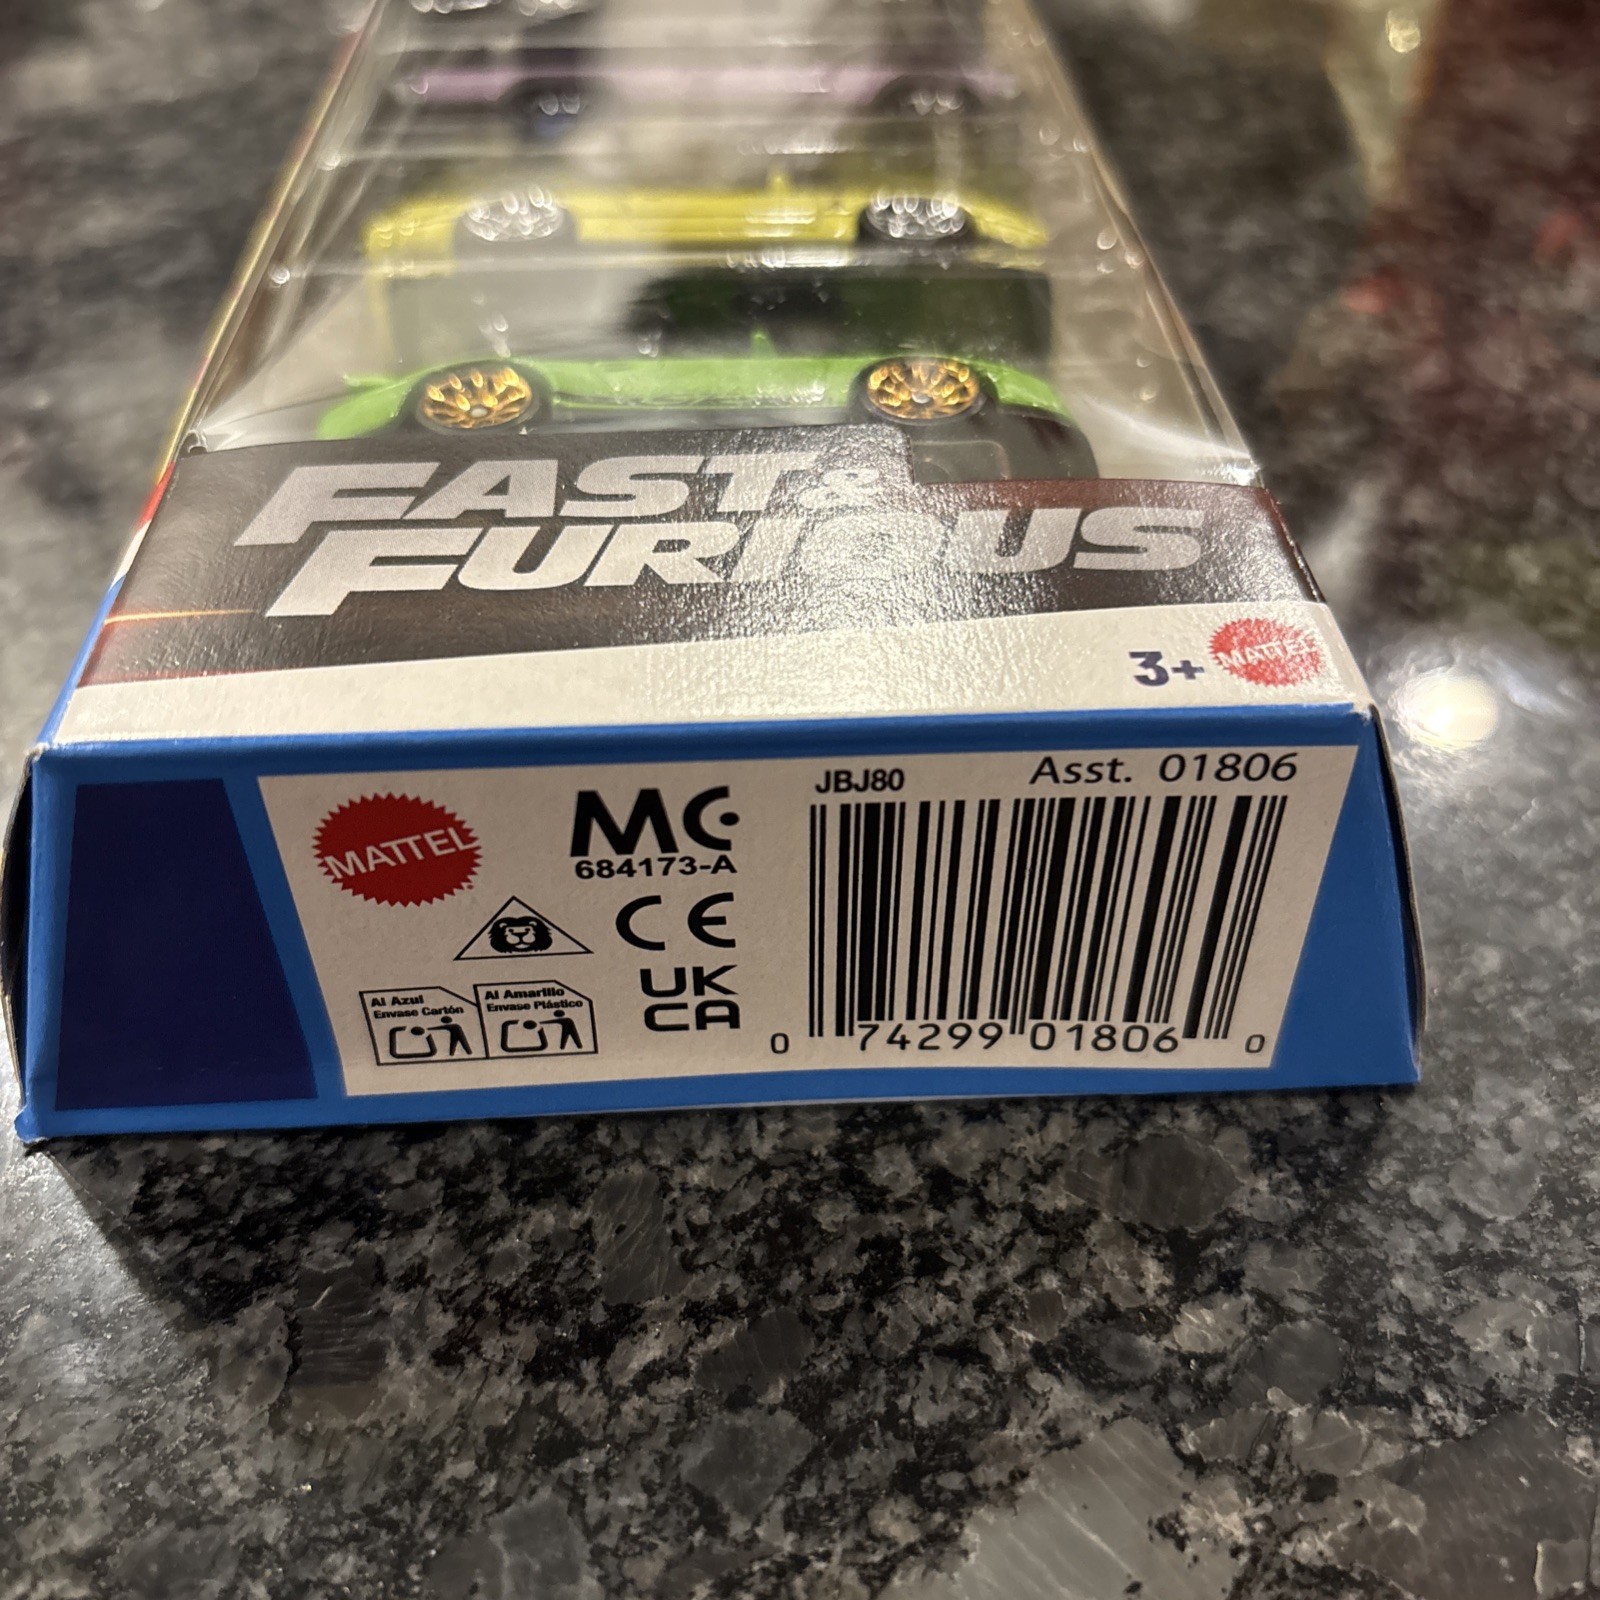 FAST &
FURIOUS
3+
MATTEL
MATTEL
MC
684173-A
CE
UK
CA
Al Azul
Envase Cartón
Al Amarillo
Envase Plástico
JBJ80
Asst. 01806
0 74299 01806 0